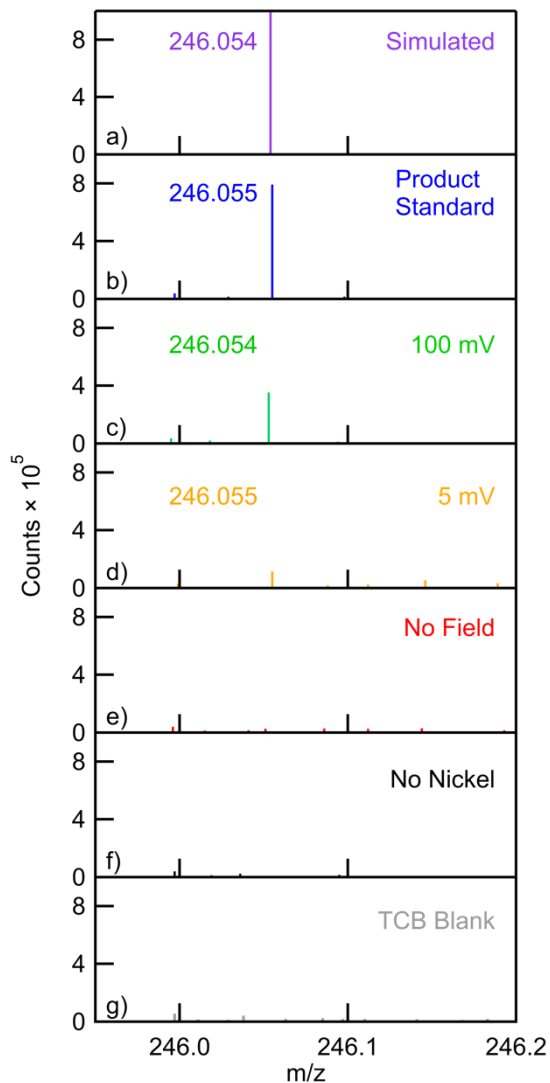 8
246.054 Simulated
4
a)
0
Product
8
246.055 Standard
4
b)
0
8
246.054 100 mV
4
c)
0
8
246.055 5 mV
4
d)
0
8
No Field
4
e)
0
8
No Nickel
4
f)
0
8
TCB Blank
4
g)
0
Counts × 10⁵
246.0 246.1 246.2
m/z